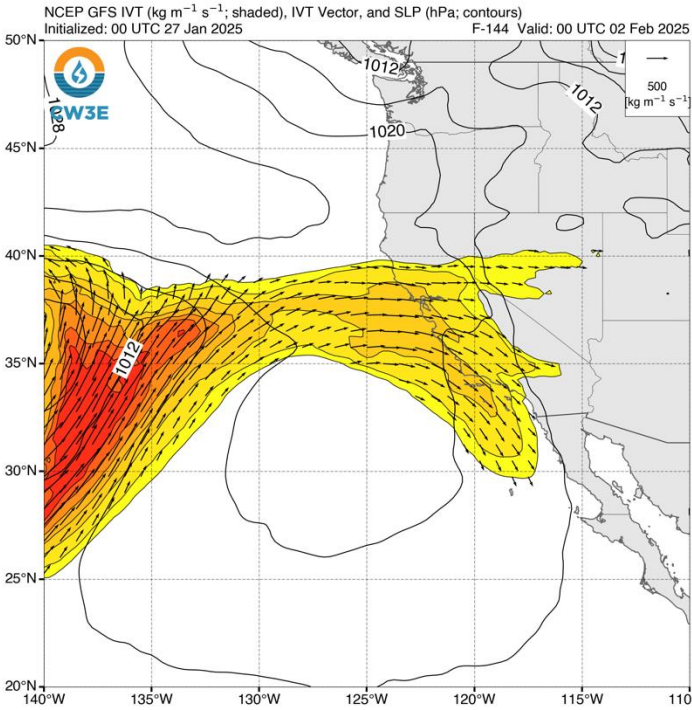 NCEP GFS IVT (kg m⁻¹ s⁻¹; shaded), IVT Vector, and SLP (hPa; contours)
Initialized: 00 UTC 27 Jan 2025 F-144 Valid: 00 UTC 02 Feb 2025
50°N
CW3E
1012
500
[kg m⁻¹ s⁻¹]
1012
1028
1020
45°N
40°N
1012
35°N
30°N
25°N
20°N
140°W 135°W 130°W 125°W 120°W 115°W 110